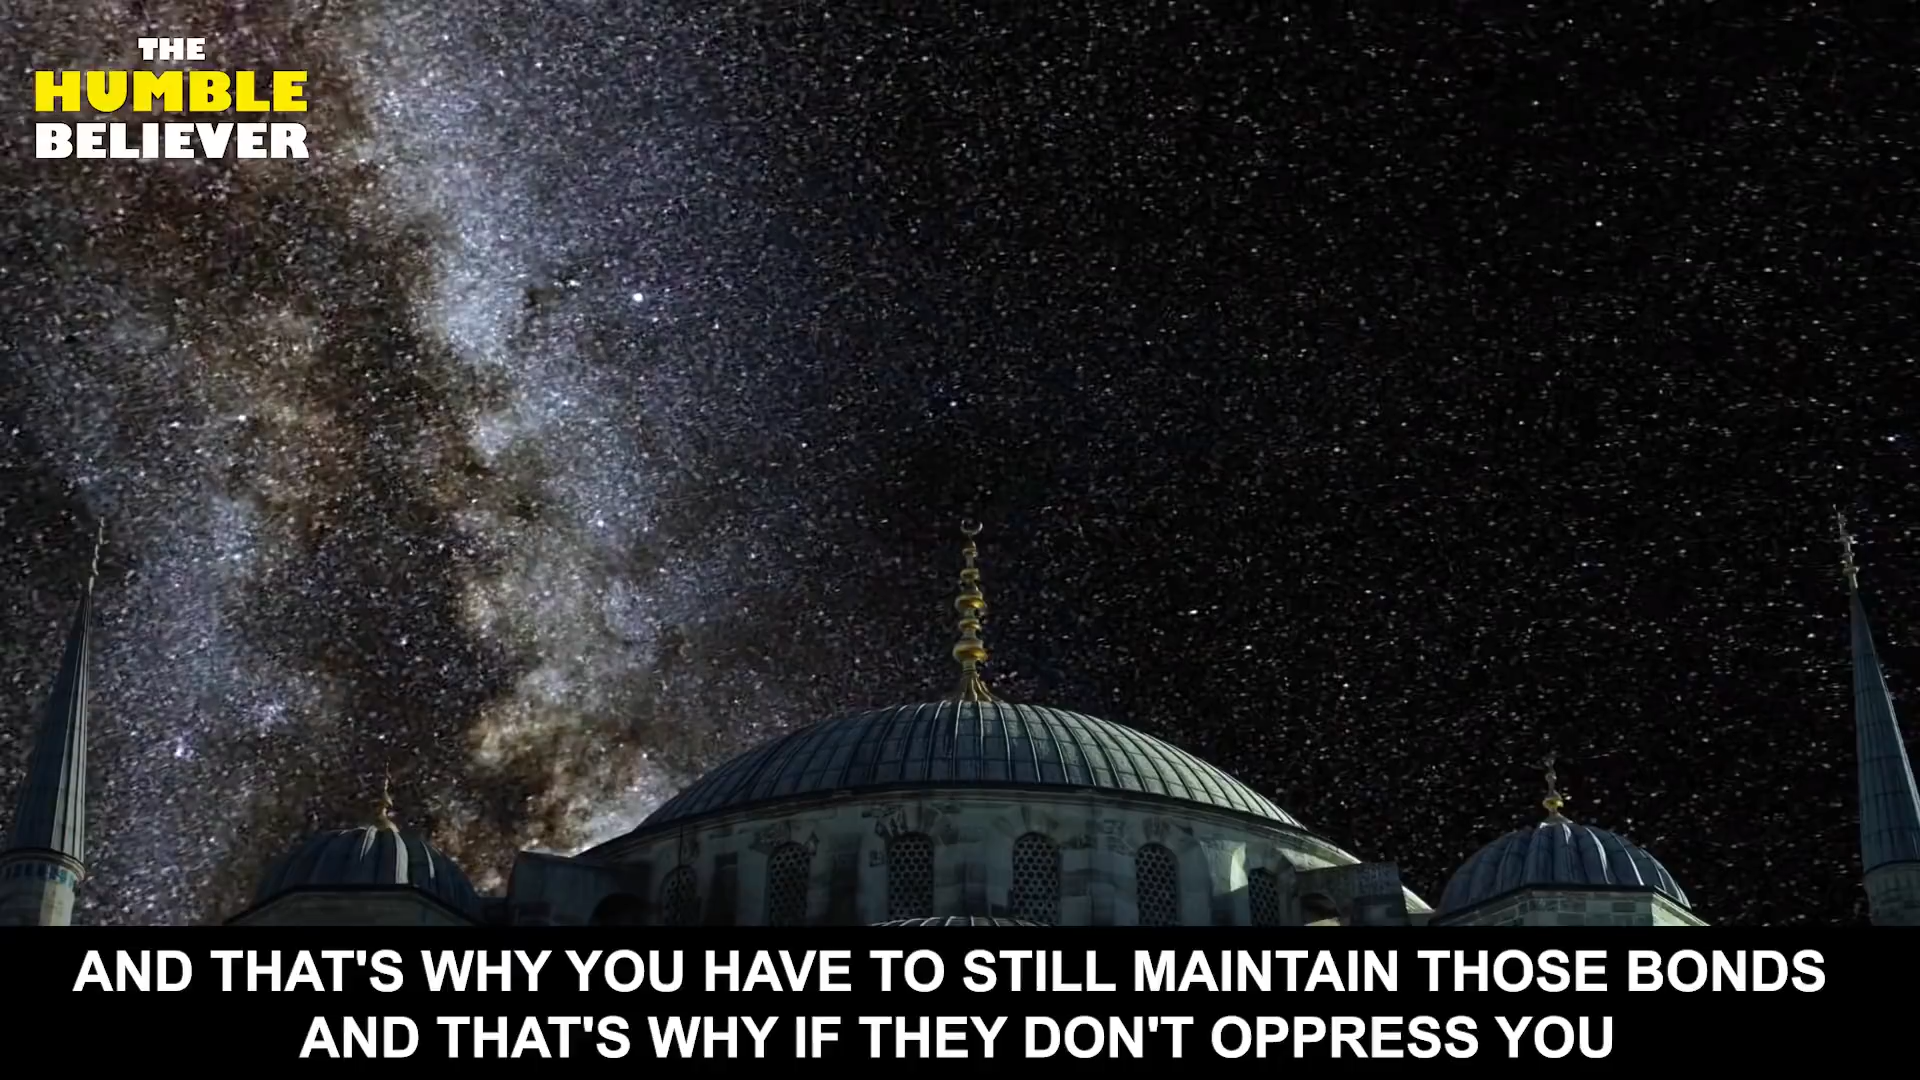 THE
HUMBLE
BELIEVER
AND THAT'S WHY YOU HAVE TO STILL MAINTAIN THOSE BONDS
AND THAT'S WHY IF THEY DON'T OPPRESS YOU